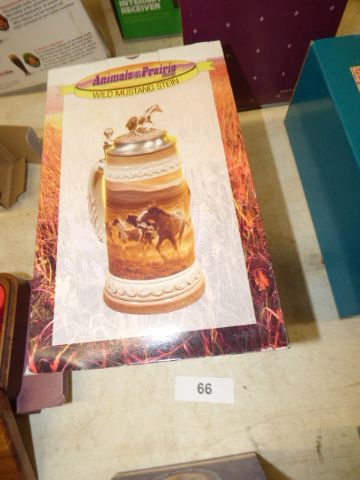 INTERNET
RECEIVER
Animals of the Prairie
WILD MUSTANG STEIN
66